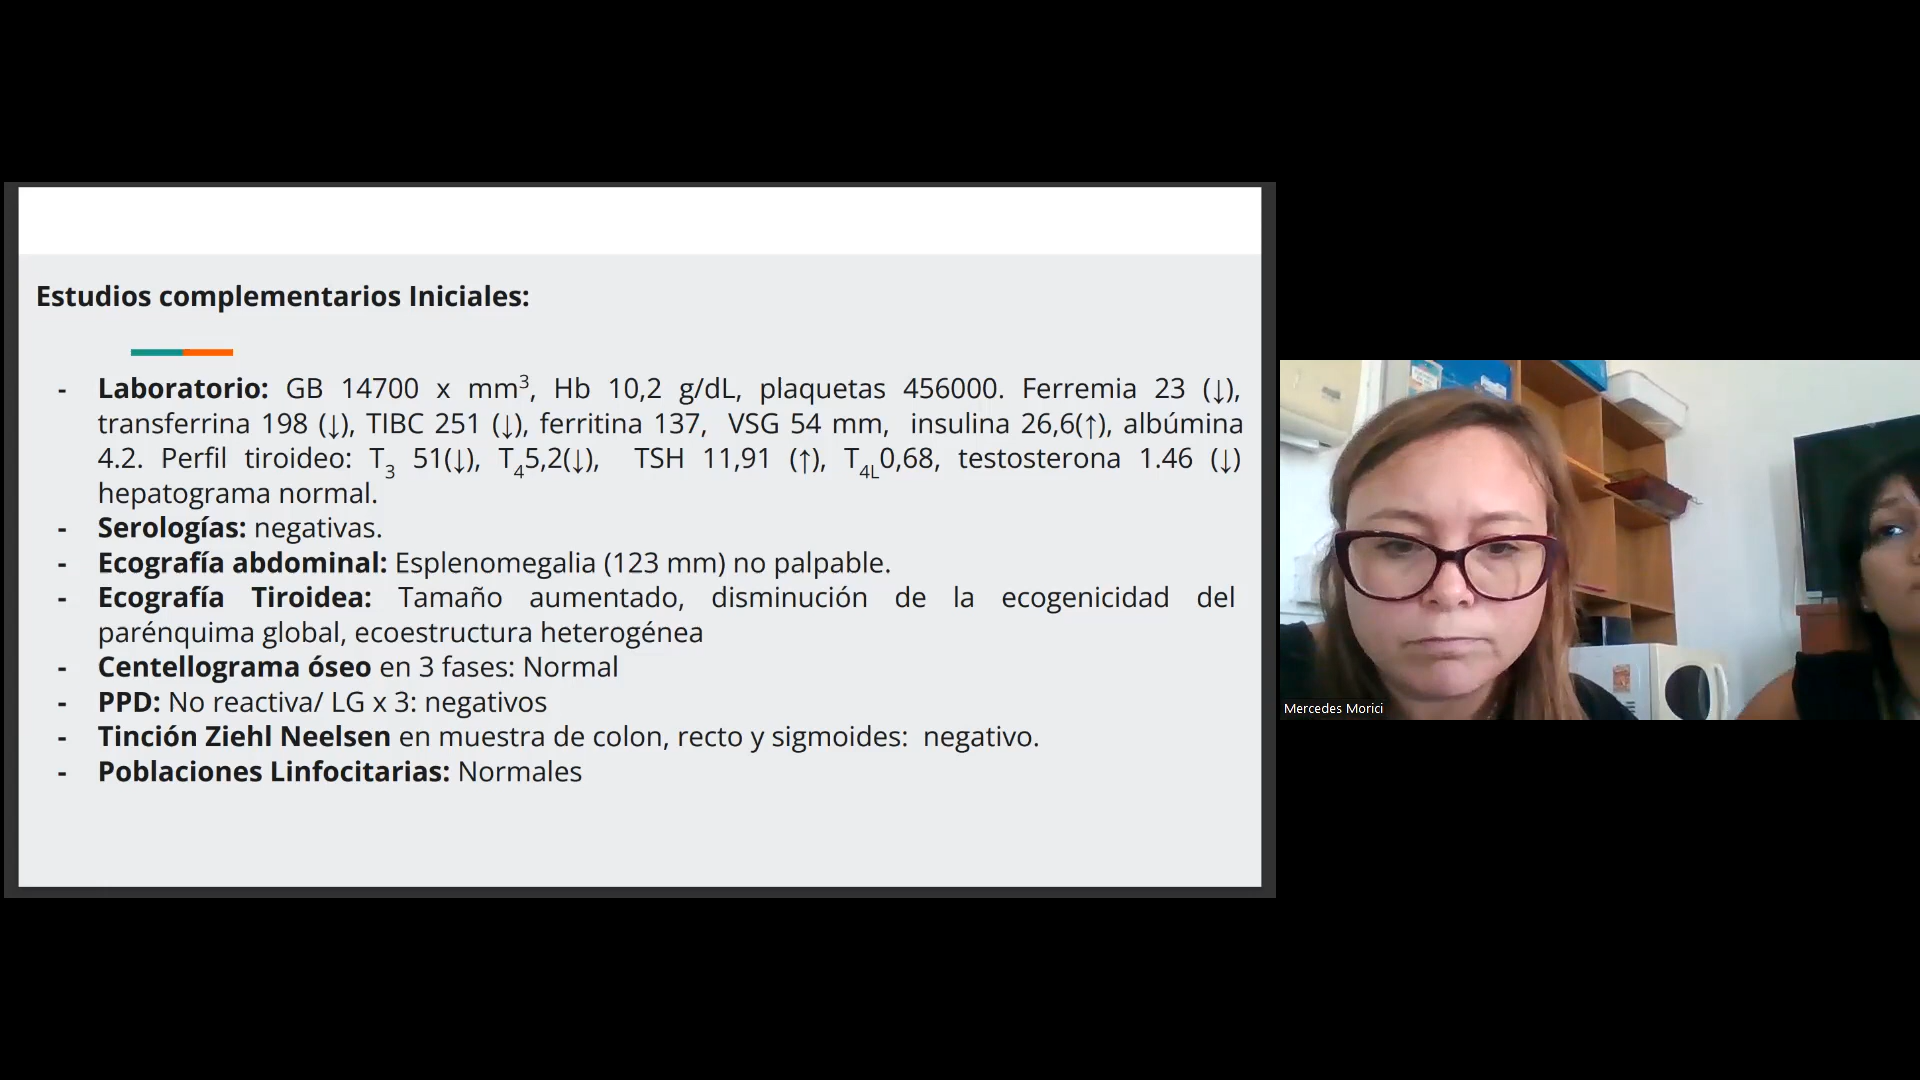 Estudios complementarios Iniciales:
- Laboratorio: GB 14700 x mm³, Hb 10,2 g/dL, plaquetas 456000. Ferremia 23 (↓),
transferrina 198 (↓), TIBC 251 (↓), ferritina 137, VSG 54 mm, insulina 26,6(↑), albúmina
4.2. Perfil tiroideo: T₃ 51(↓), T₄5,2(↓), TSH 11,91 (↑), T₄L0,68, testosterona 1.46 (↓)
hepatograma normal.
- Serologías: negativas.
- Ecografía abdominal: Esplenomegalia (123 mm) no palpable.
- Ecografía Tiroidea: Tamaño aumentado, disminución de la ecogenicidad del
parénquima global, ecoestructura heterogénea
- Centellograma óseo en 3 fases: Normal
- PPD: No reactiva/ LG x 3: negativos
- Tinción Ziehl Neelsen en muestra de colon, recto y sigmoides: negativo.
- Poblaciones Linfocitarias: Normales
Mercedes Morici